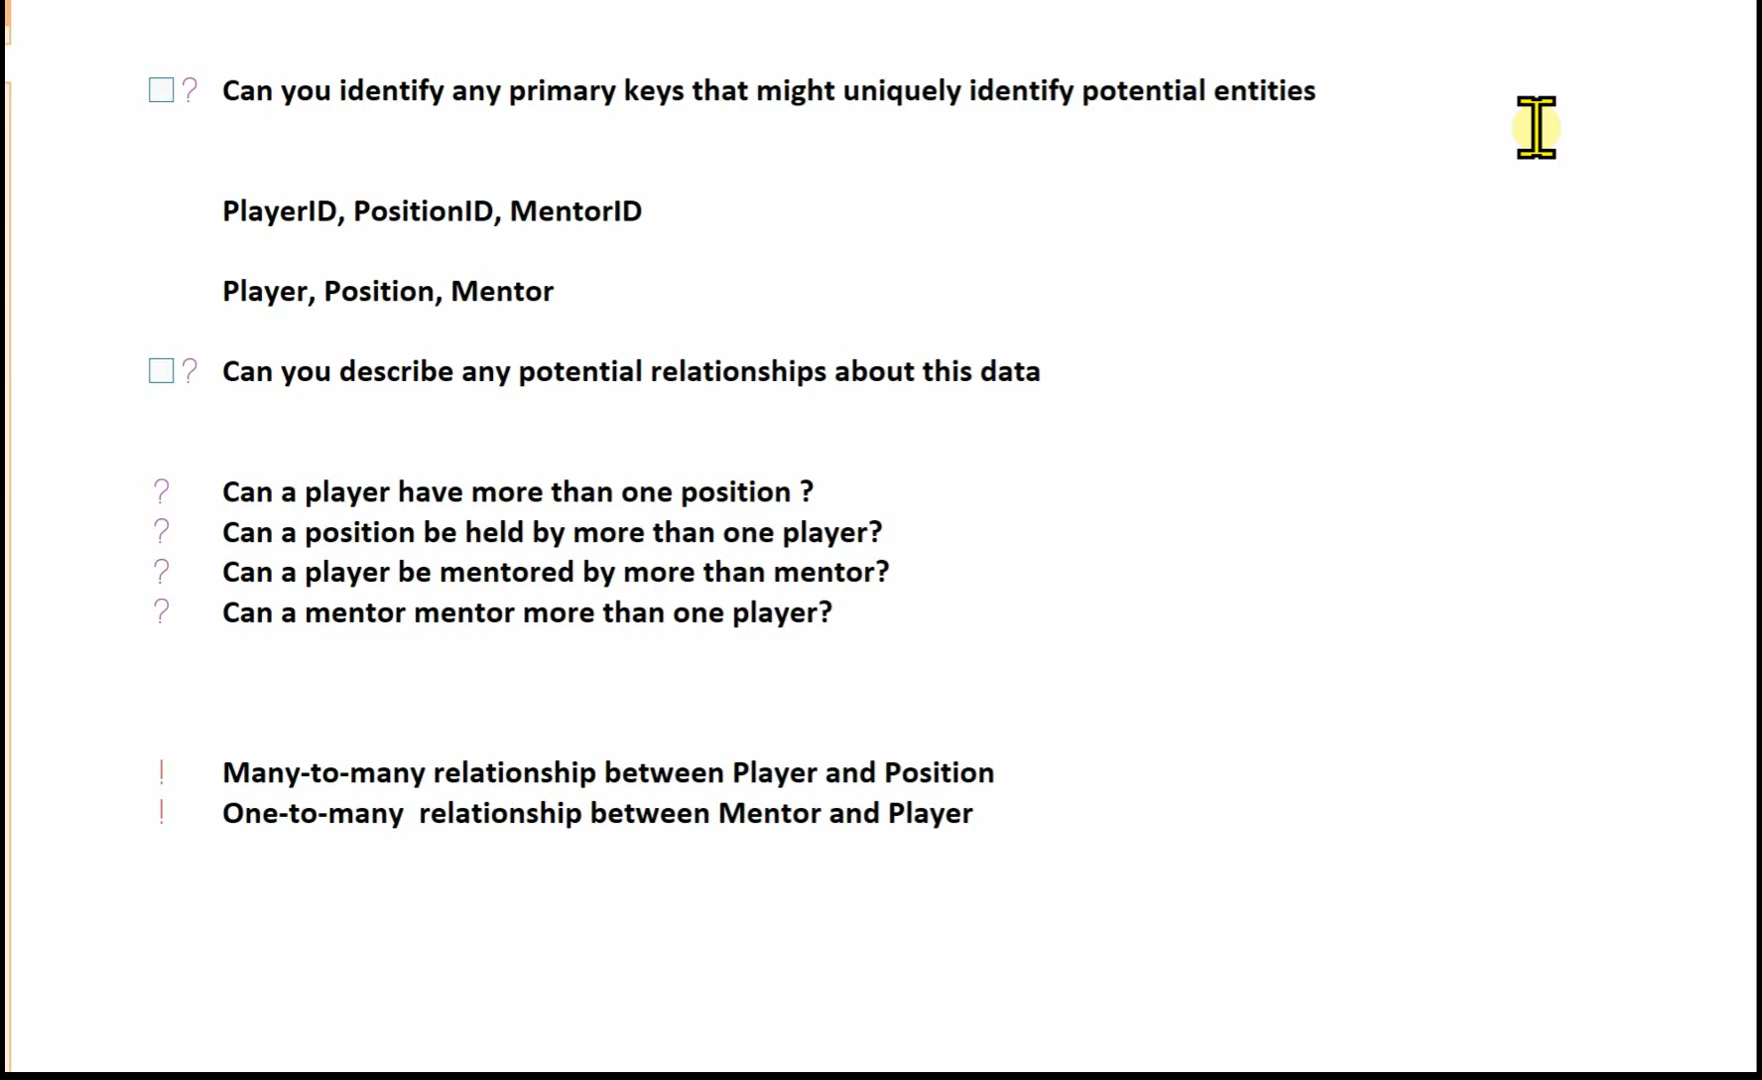 ? Can you identify any primary keys that might uniquely identify potential entities
PlayerID, PositionID, MentorID
Player, Position, Mentor
? Can you describe any potential relationships about this data
? Can a player have more than one position ?
? Can a position be held by more than one player?
? Can a player be mentored by more than mentor?
? Can a mentor mentor more than one player?
! Many-to-many relationship between Player and Position
! One-to-many relationship between Mentor and Player